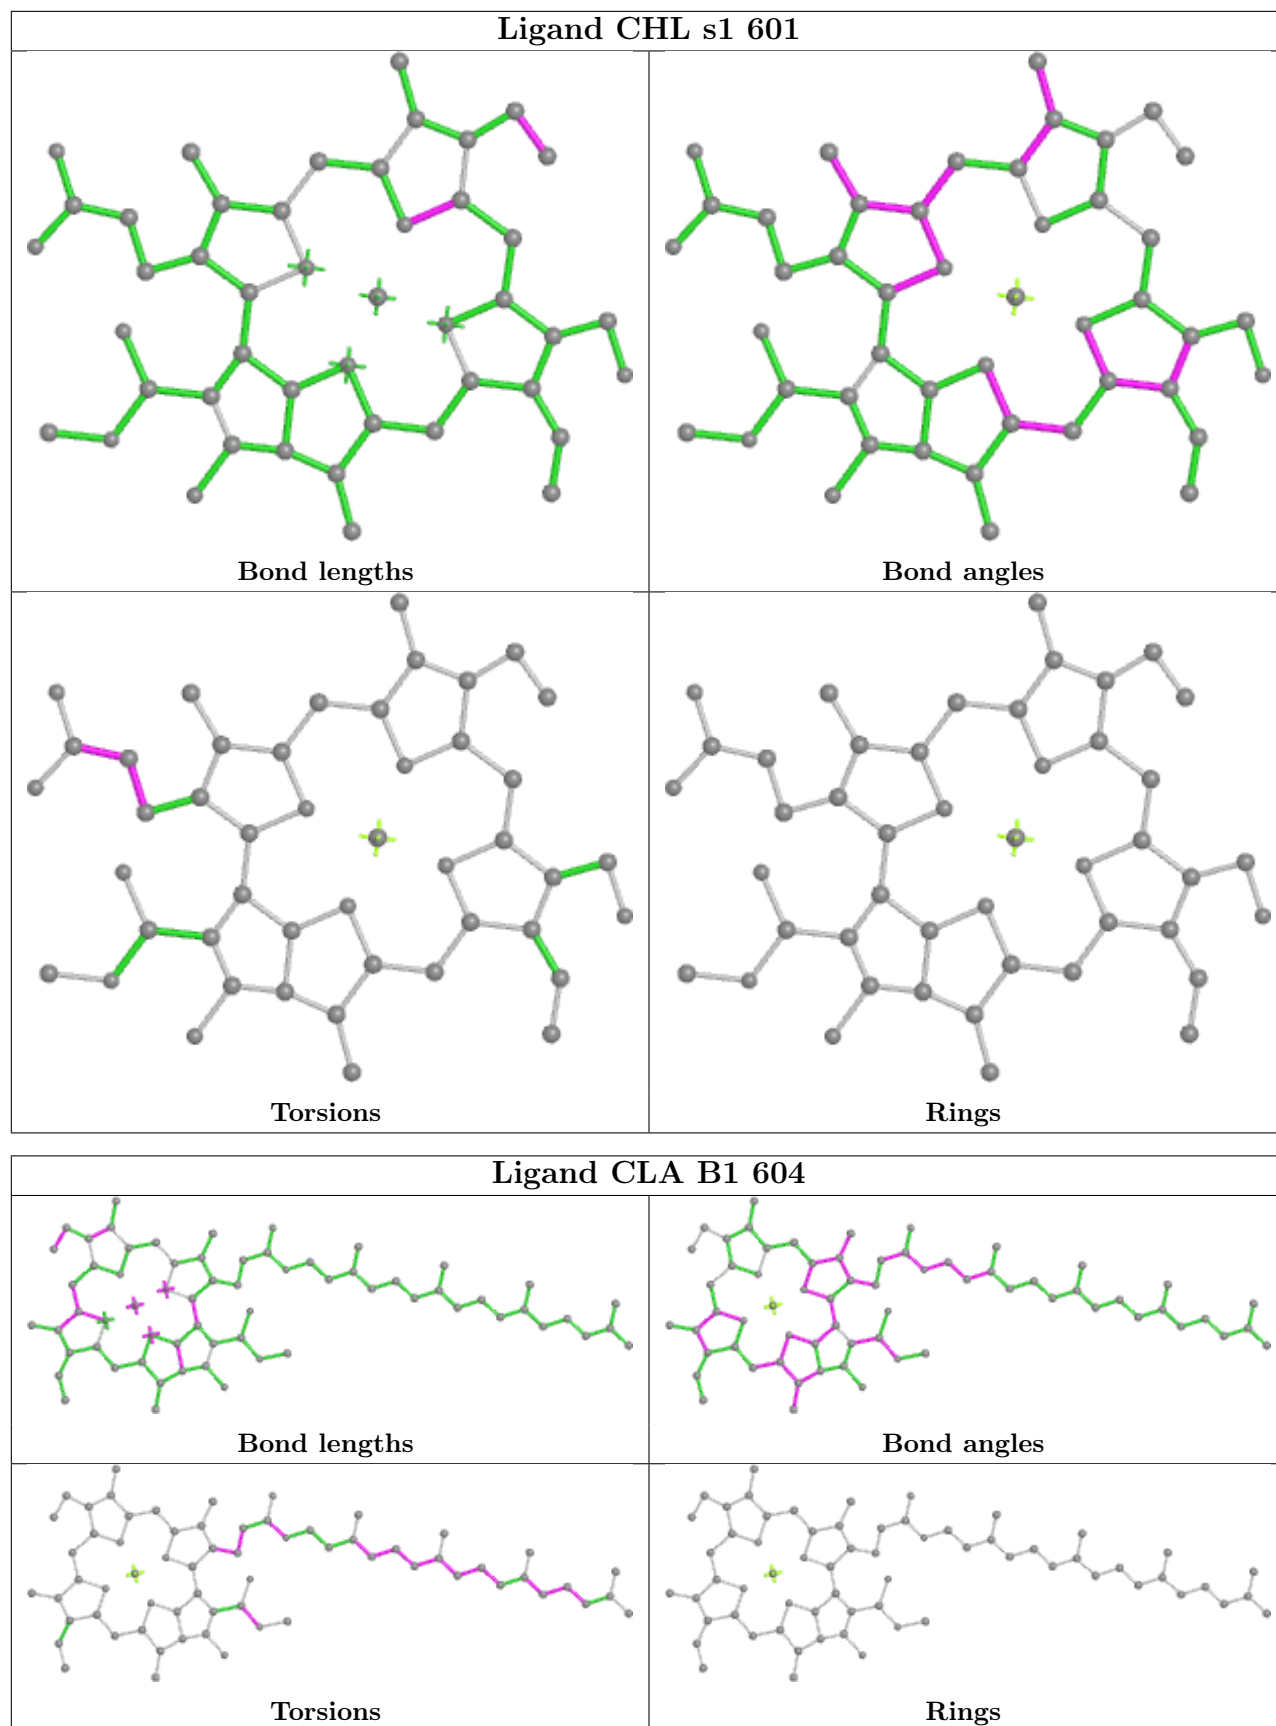 Ligand CHL s1 601
Bond lengths
Bond angles
Torsions
Rings
Ligand CLA B1 604
Bond lengths
Bond angles
Torsions
Rings